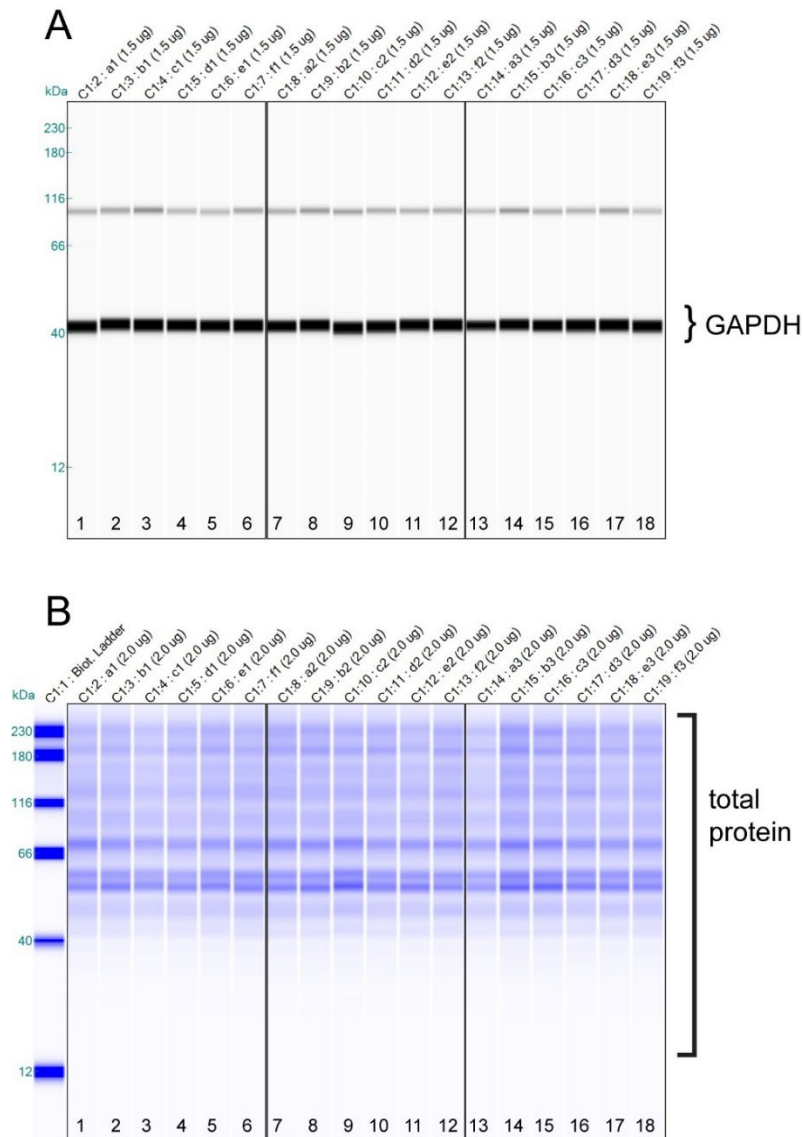 A
C1:2 : a1 (1.5 ug)
C1:3 : b1 (1.5 ug)
C1:4 : c1 (1.5 ug)
C1:5 : d1 (1.5 ug)
C1:6 : e1 (1.5 ug)
C1:7 : f1 (1.5 ug)
C1:8 : a2 (1.5 ug)
C1:9 : b2 (1.5 ug)
C1:10 : c2 (1.5 ug)
C1:11 : d2 (1.5 ug)
C1:12 : e2 (1.5 ug)
C1:13 : f2 (1.5 ug)
C1:14 : a3 (1.5 ug)
C1:15 : b3 (1.5 ug)
C1:16 : c3 (1.5 ug)
C1:17 : d3 (1.5 ug)
C1:18 : e3 (1.5 ug)
C1:19 : f3 (1.5 ug)
kDa
230
180
116
66
40
12
} GAPDH
1 2 3 4 5 6 7 8 9 10 11 12 13 14 15 16 17 18
B
C1:1 : Biot. Ladder
C1:2 : a1 (2.0 ug)
C1:3 : b1 (2.0 ug)
C1:4 : c1 (2.0 ug)
C1:5 : d1 (2.0 ug)
C1:6 : e1 (2.0 ug)
C1:7 : f1 (2.0 ug)
C1:8 : a2 (2.0 ug)
C1:9 : b2 (2.0 ug)
C1:10 : c2 (2.0 ug)
C1:11 : d2 (2.0 ug)
C1:12 : e2 (2.0 ug)
C1:13 : f2 (2.0 ug)
C1:14 : a3 (2.0 ug)
C1:15 : b3 (2.0 ug)
C1:16 : c3 (2.0 ug)
C1:17 : d3 (2.0 ug)
C1:18 : e3 (2.0 ug)
C1:19 : f3 (2.0 ug)
kDa
230
180
116
66
40
12
total
protein
1 2 3 4 5 6 7 8 9 10 11 12 13 14 15 16 17 18